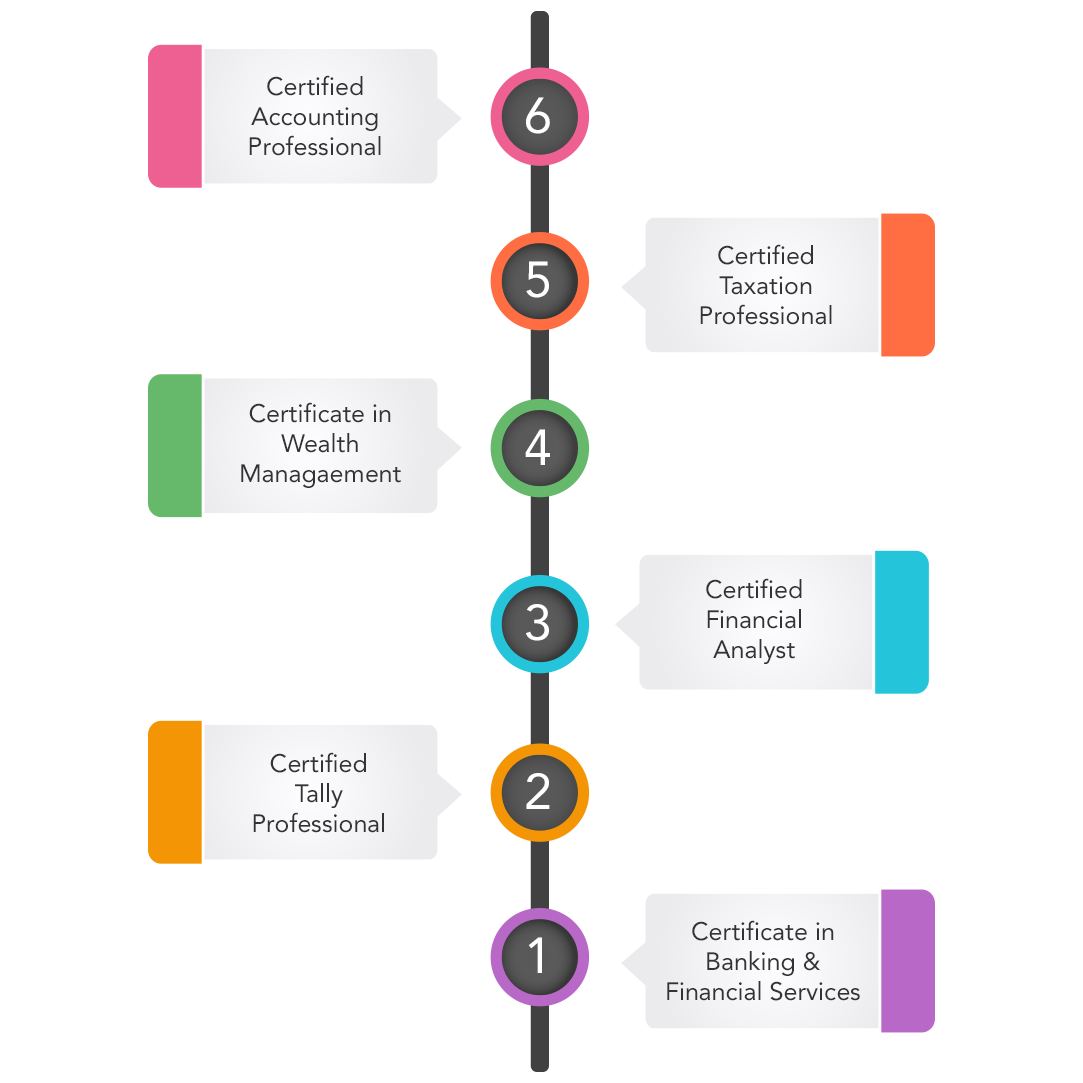 Certified
Accounting
Professional
6
5
Certified
Taxation
Professional
Certificate in
Wealth
Managaement
4
3
Certified
Financial
Analyst
Certified
Tally
Professional
2
1
Certificate in
Banking &
Financial Services